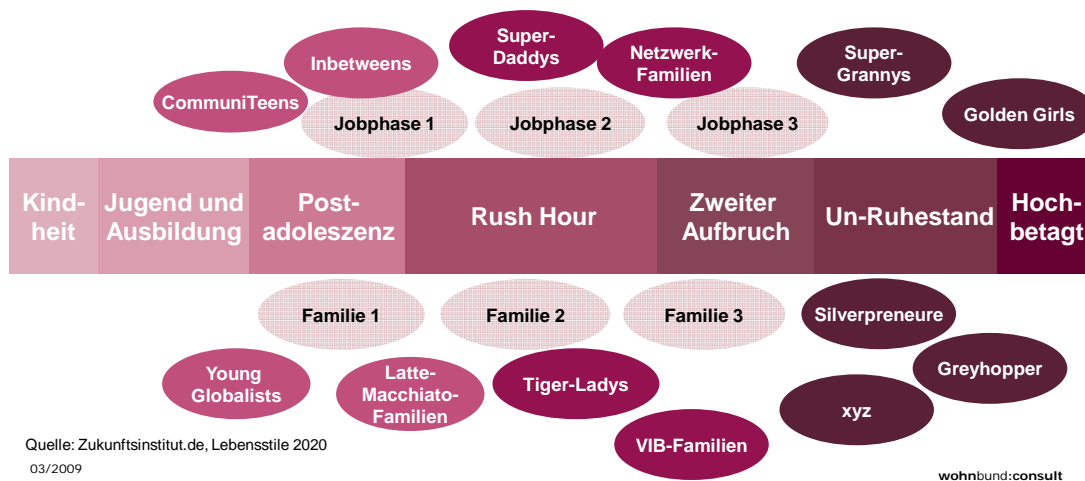 Super-
Daddys
Netzwerk-
Familien
Super-
Grannys
Inbetweens
CommuniTeens
Golden Girls
Jobphase 1
Jobphase 2
Jobphase 3
Kind-
heit
Jugend und
Ausbildung
Post-
adoleszenz
Rush Hour
Zweiter
Aufbruch
Un-Ruhestand
Hoch-
betagt
Familie 1
Familie 2
Familie 3
Silverpreneure
Young
Globalists
Latte-
Macchiato-
Familien
Tiger-Ladys
Greyhopper
xyz
VIB-Familien
Quelle: Zukunftsinstitut.de, Lebensstile 2020
03/2009
wohnbund:consult